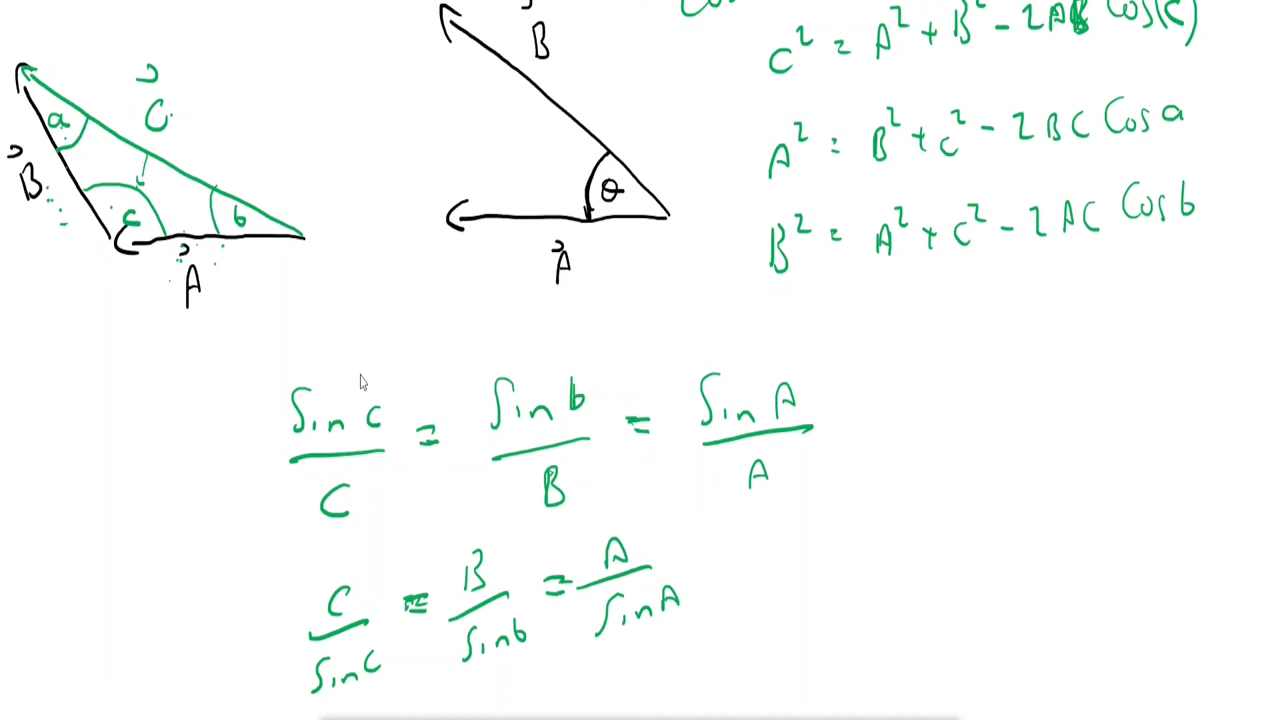 C² = A² + B² - 2AB Cos(c)
A² = B² + C² - 2BC Cos a
B² = A² + C² - 2AC Cos b
a
C
B
c
b
A
B
θ
A
Sin c / C = Sin b / B = Sin A / A
C / Sin C = B / Sin b = A / Sin A